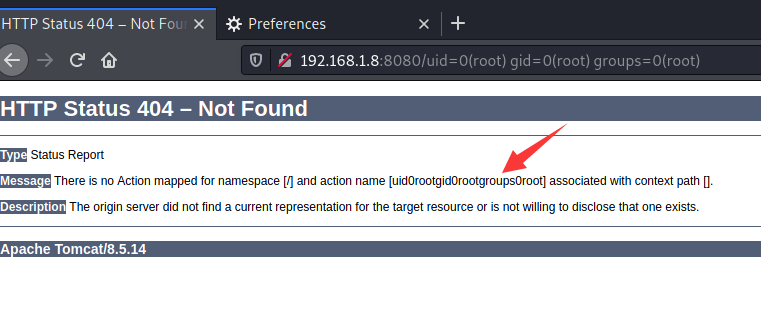 HTTP Status 404 – Not Fou
Preferences
192.168.1.8:8080/uid=0(root) gid=0(root) groups=0(root)
HTTP Status 404 – Not Found
Type Status Report
Message There is no Action mapped for namespace [/] and action name [uid0rootgid0rootgroups0root] associated with context path [].
Description The origin server did not find a current representation for the target resource or is not willing to disclose that one exists.
Apache Tomcat/8.5.14